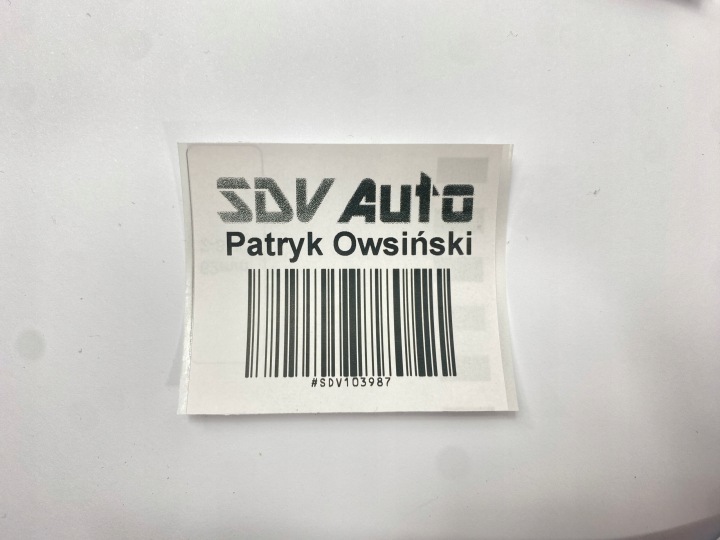 SDV Auto
Patryk Owsiński
#SDV103987